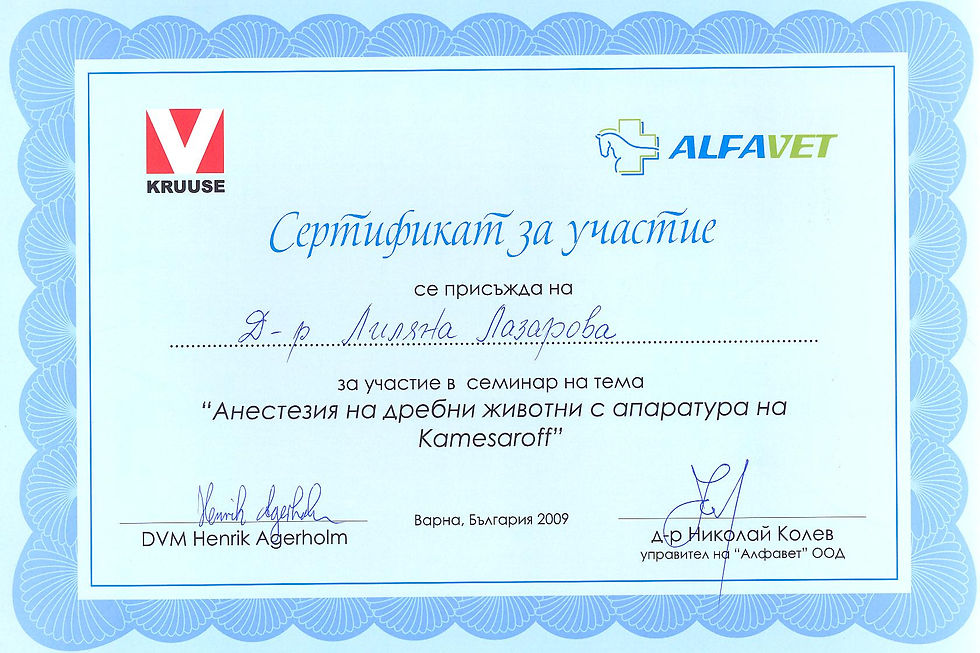 KRUUSE
ALFAVET
Сертификат за участие
се присъжда на
Д-р Лиляна Лазарова
за участие в семинар на тема
“Анестезия на дребни животни с апаратура на
Kamesaroff”
Henrik Agerholm
DVM Henrik Agerholm
Варна, България 2009
д-р Николай Колев
управител на “Алфавет” ООД